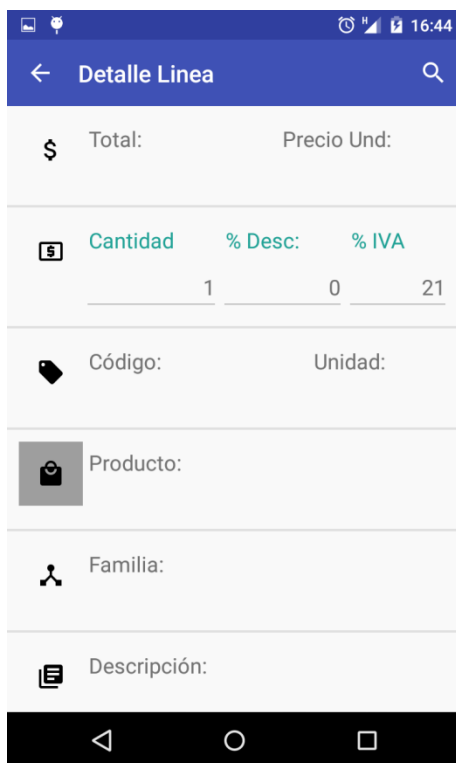 H 16:44
Detalle Linea
Total: Precio Und:
Cantidad % Desc: % IVA
1 0 21
Código: Unidad:
Producto:
Familia:
Descripción: